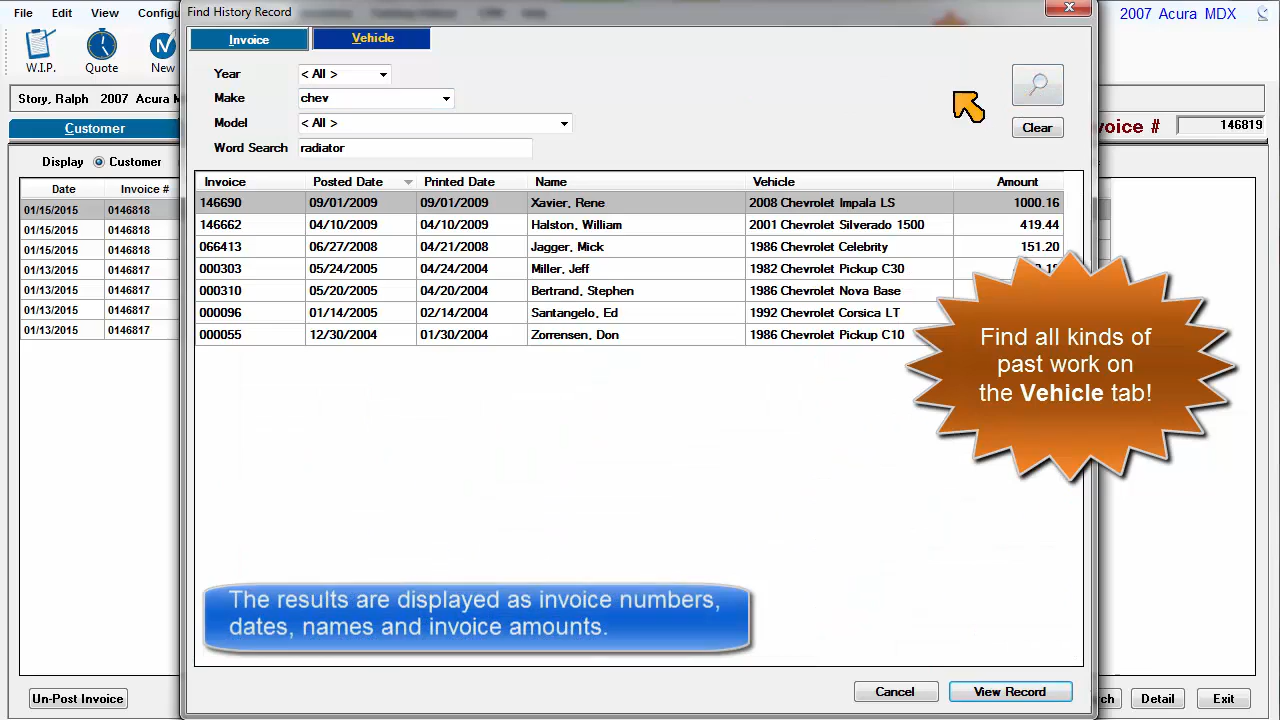 File Edit View Configu
Find History Record
2007 Acura MDX
W.I.P. Quote New
Invoice Vehicle
Year < All >
Make chev
Model < All >
Word Search radiator
Clear
Story, Ralph 2007 Acura M
voice # 146819
Customer
Display Customer
Date Invoice #
01/15/2015 0146818
01/15/2015 0146818
01/15/2015 0146818
01/13/2015 0146817
01/13/2015 0146817
01/13/2015 0146817
01/13/2015 0146817
Invoice Posted Date Printed Date Name Vehicle Amount
146690 09/01/2009 09/01/2009 Xavier, Rene 2008 Chevrolet Impala LS 1000.16
146662 04/10/2009 04/10/2009 Halston, William 2001 Chevrolet Silverado 1500 419.44
066413 06/27/2008 04/21/2008 Jagger, Mick 1986 Chevrolet Celebrity 151.20
000303 05/24/2005 04/24/2004 Miller, Jeff 1982 Chevrolet Pickup C30
000310 05/20/2005 04/20/2004 Bertrand, Stephen 1986 Chevrolet Nova Base
000096 01/14/2005 02/14/2004 Santangelo, Ed 1992 Chevrolet Corsica LT
000055 12/30/2004 01/30/2004 Zorrensen, Don 1986 Chevrolet Pickup C10
Find all kinds of
past work on
the Vehicle tab!
The results are displayed as invoice numbers,
dates, names and invoice amounts.
Un-Post Invoice
Cancel View Record
ch Detail Exit